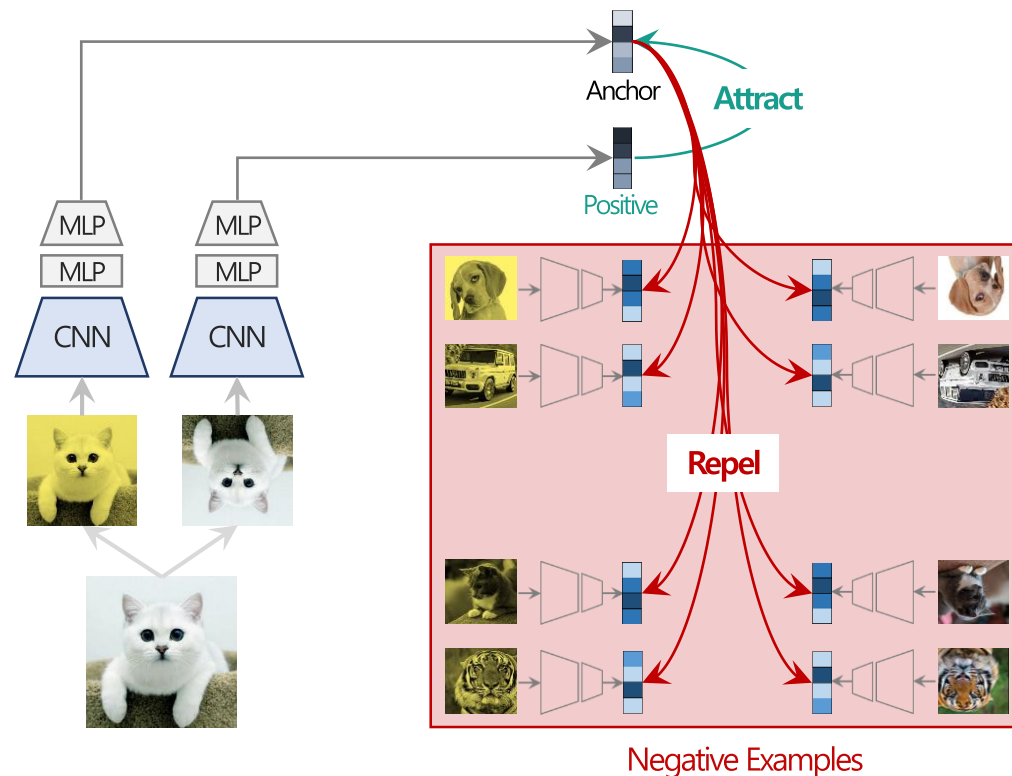 Anchor
Attract
Positive
MLP
MLP
MLP
MLP
CNN
CNN
Repel
Negative Examples